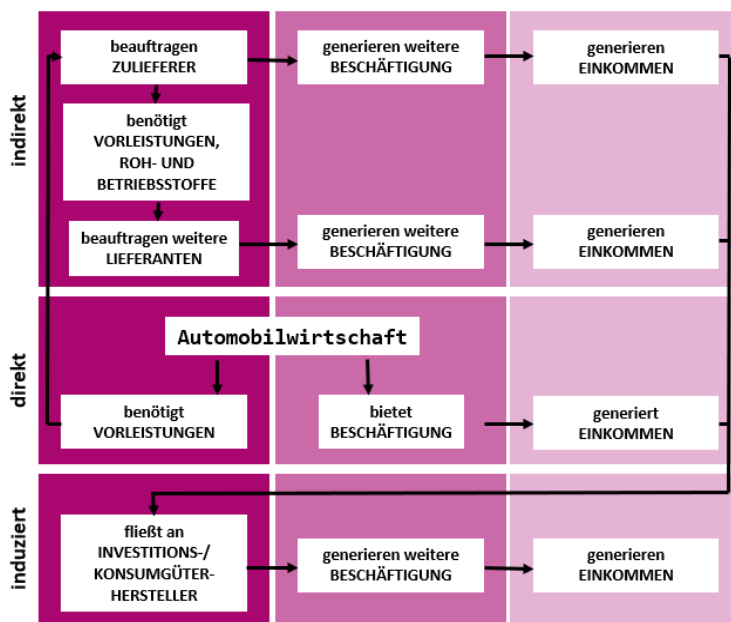 indirekt
beauftragen
ZULIEFERER
generieren weitere
BESCHÄFTIGUNG
generieren
EINKOMMEN
benötigt
VORLEISTUNGEN,
ROH- UND
BETRIEBSSTOFFE
beauftragen weitere
LIEFERANTEN
generieren weitere
BESCHÄFTIGUNG
generieren
EINKOMMEN
direkt
Automobilwirtschaft
benötigt
VORLEISTUNGEN
bietet
BESCHÄFTIGUNG
generiert
EINKOMMEN
induziert
fließt an
INVESTITIONS-/
KONSUMGÜTER-
HERSTELLER
generieren weitere
BESCHÄFTIGUNG
generieren
EINKOMMEN